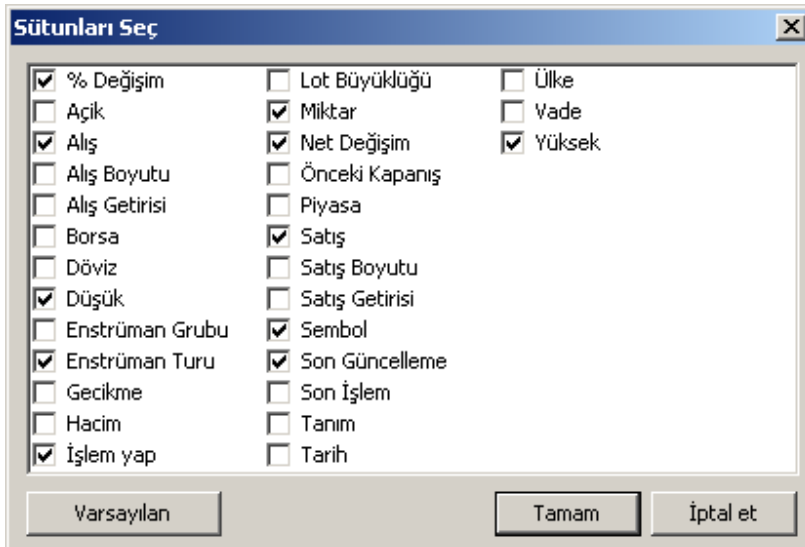 Sütunları Seç
% Değişim
Açik
Alış
Alış Boyutu
Alış Getirisi
Borsa
Döviz
Düşük
Enstrüman Grubu
Enstrüman Turu
Gecikme
Hacim
İşlem yap
Lot Büyüklüğü
Miktar
Net Değişim
Önceki Kapanış
Piyasa
Satış
Satış Boyutu
Satış Getirisi
Sembol
Son Güncelleme
Son İşlem
Tanım
Tarih
Ülke
Vade
Yüksek
Varsayılan
Tamam
İptal et